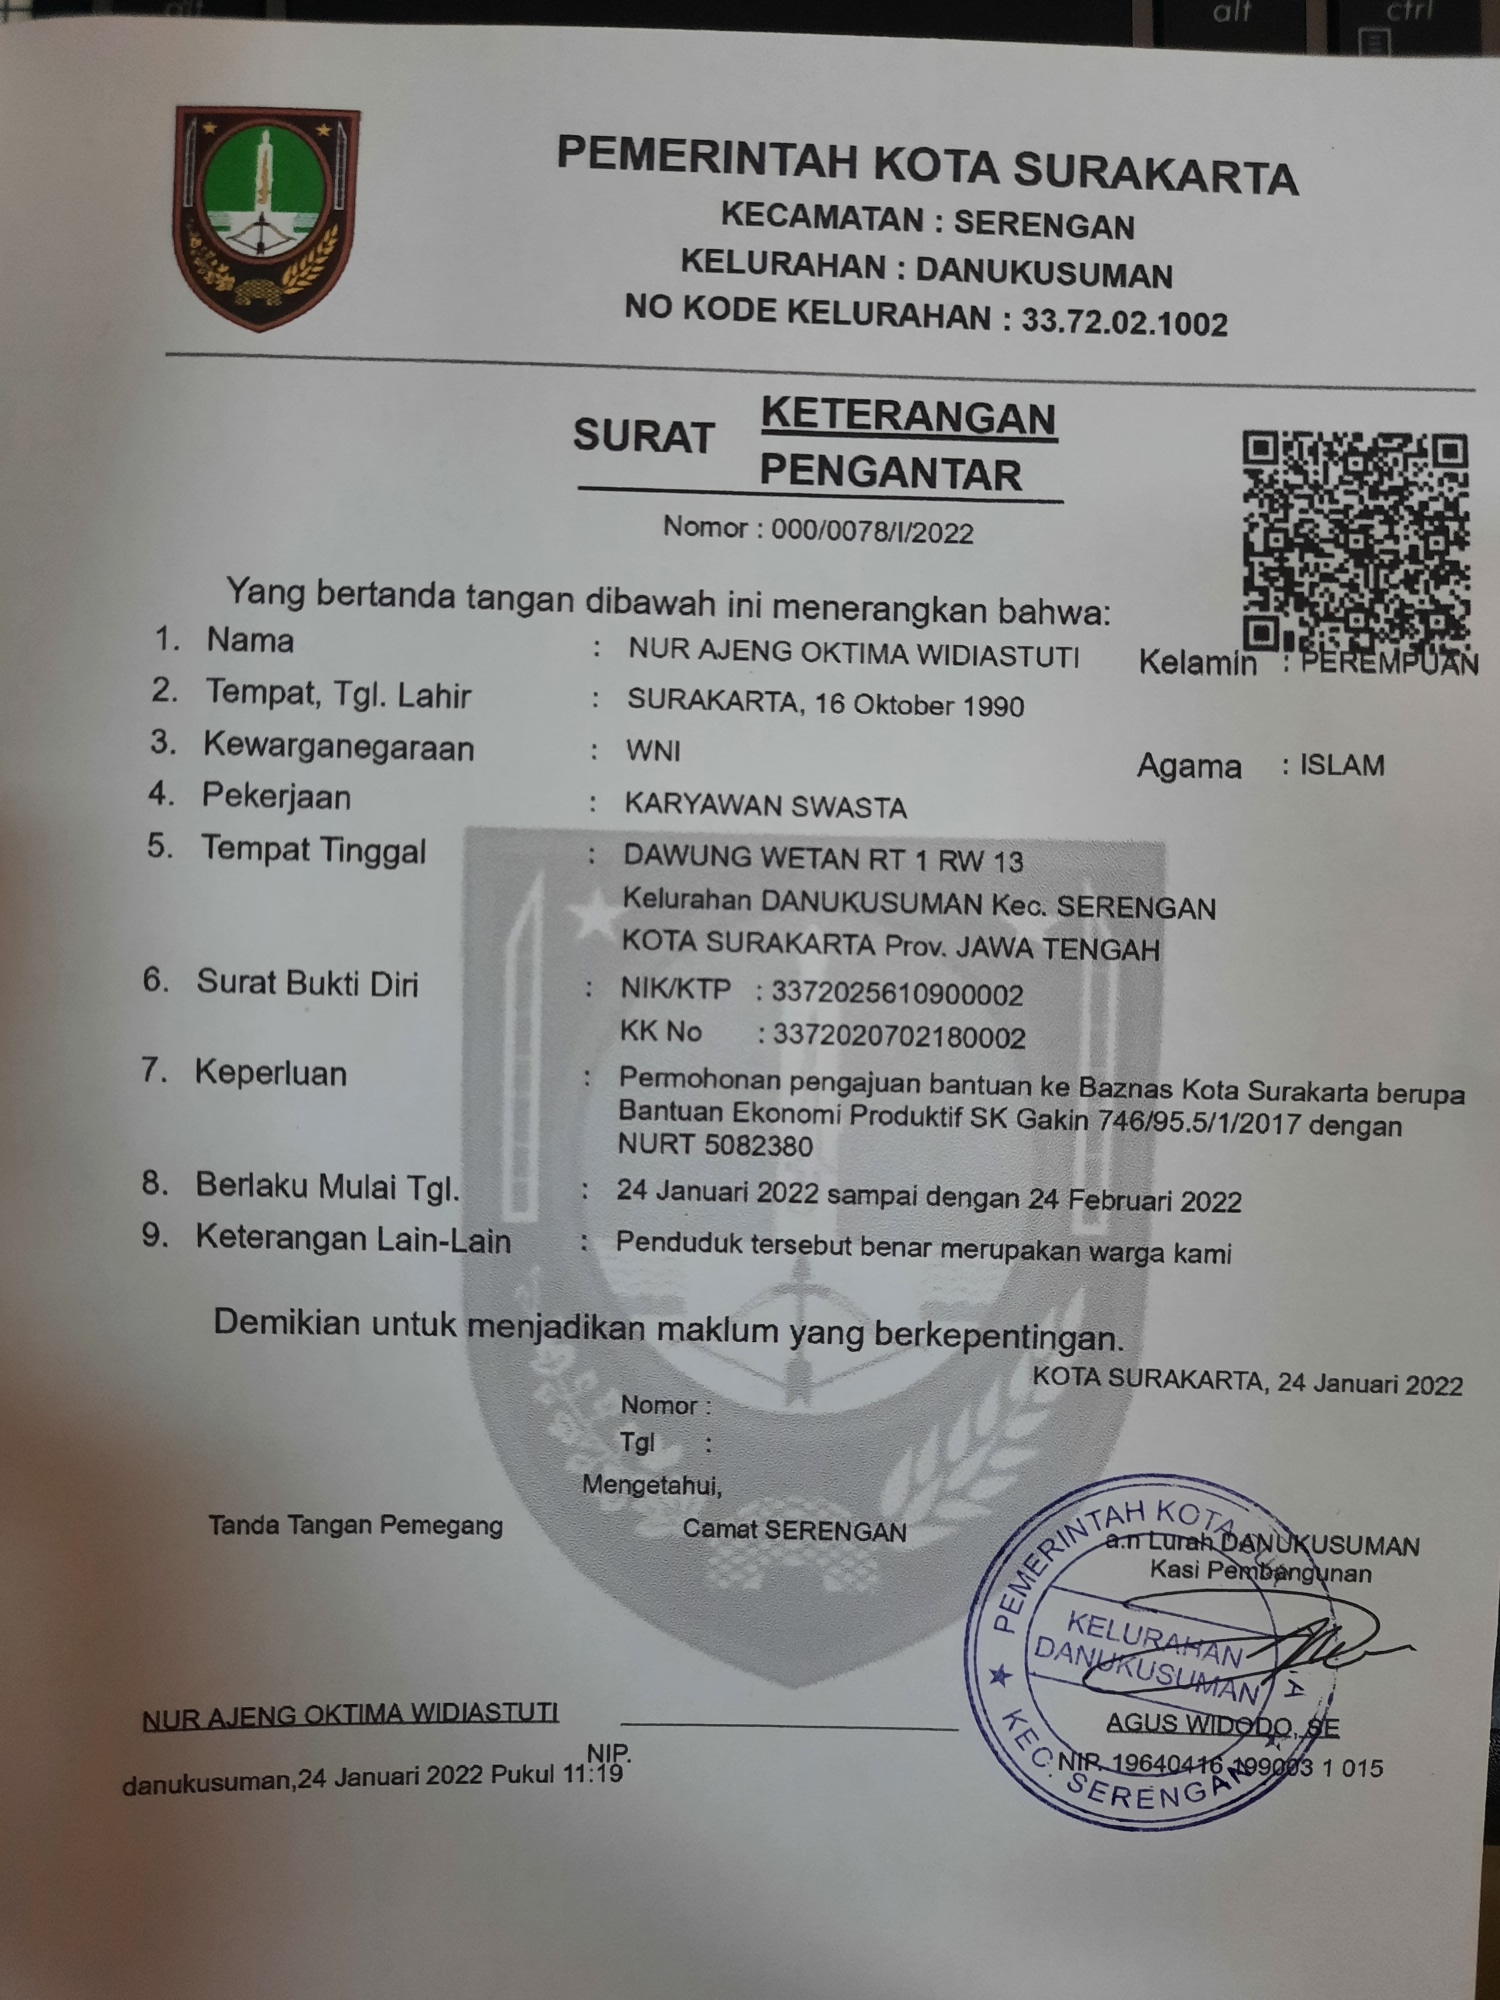 alt
alt
ctrl
PEMERINTAH KOTA SURAKARTA
KECAMATAN : SERENGAN
KELURAHAN : DANUKUSUMAN
NO KODE KELURAHAN : 33.72.02.1002
SURAT KETERANGAN
PENGANTAR
Nomor : 000/0078/I/2022
Yang bertanda tangan dibawah ini menerangkan bahwa:
1. Nama : NUR AJENG OKTIMA WIDIASTUTI Kelamin : PEREMPUAN
2. Tempat, Tgl. Lahir : SURAKARTA, 16 Oktober 1990
3. Kewarganegaraan : WNI Agama : ISLAM
4. Pekerjaan : KARYAWAN SWASTA
5. Tempat Tinggal : DAWUNG WETAN RT 1 RW 13
Kelurahan DANUKUSUMAN Kec. SERENGAN
KOTA SURAKARTA Prov. JAWA TENGAH
6. Surat Bukti Diri : NIK/KTP : 3372025610900002
KK No : 3372020702180002
7. Keperluan : Permohonan pengajuan bantuan ke Baznas Kota Surakarta berupa
Bantuan Ekonomi Produktif SK Gakin 746/95.5/1/2017 dengan
NURT 5082380
8. Berlaku Mulai Tgl. : 24 Januari 2022 sampai dengan 24 Februari 2022
9. Keterangan Lain-Lain : Penduduk tersebut benar merupakan warga kami
Demikian untuk menjadikan maklum yang berkepentingan.
KOTA SURAKARTA, 24 Januari 2022
Nomor :
Tgl :
Mengetahui,
Tanda Tangan Pemegang Camat SERENGAN
a.n Lurah DANUKUSUMAN
Kasi Pembangunan
PEMERINTAH KOTA
KELURAHAN
DANUKUSUMAN
KEC. SERENGAN
NUR AJENG OKTIMA WIDIASTUTI
AGUS WIDODO, SE
NIP.
NIP. 19640416 199003 1 015
danukusuman,24 Januari 2022 Pukul 11:19